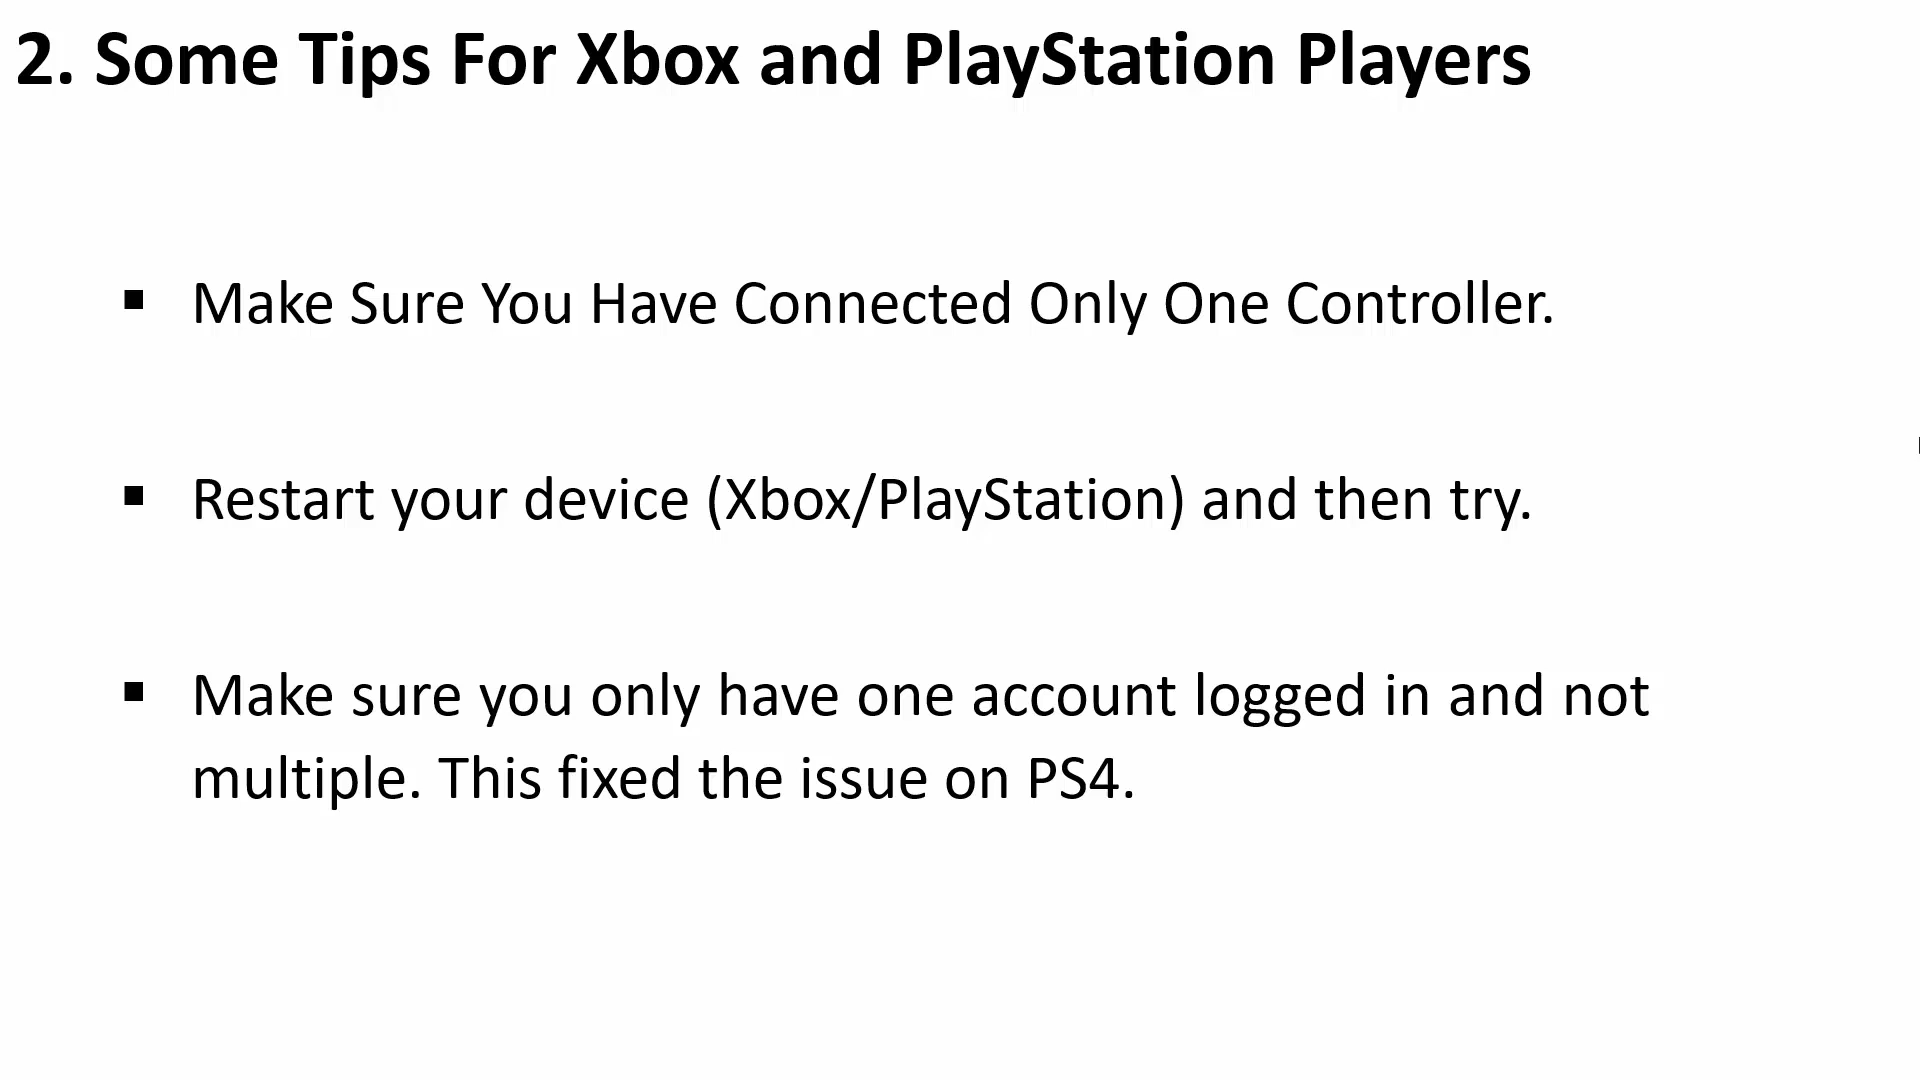 2. Some Tips For Xbox and PlayStation Players
▪ Make Sure You Have Connected Only One Controller.
▪ Restart your device (Xbox/PlayStation) and then try.
▪ Make sure you only have one account logged in and not
multiple. This fixed the issue on PS4.